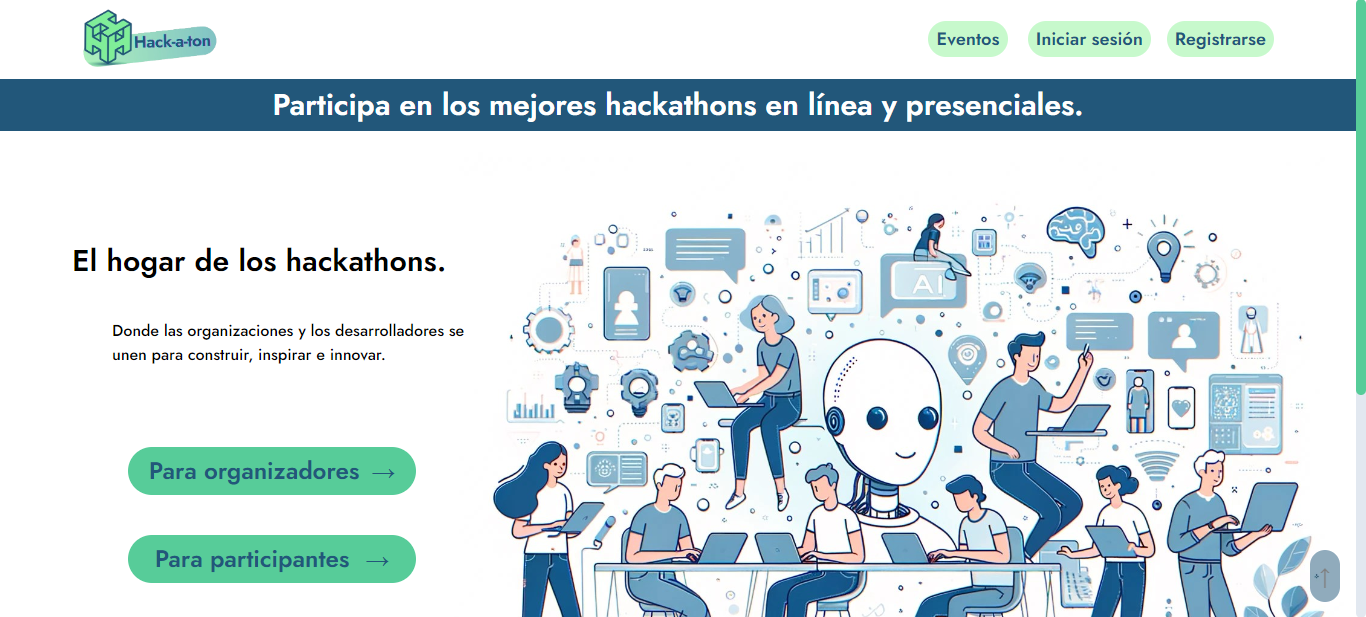 Hack-a-ton
Eventos
Iniciar sesión
Registrarse
Participa en los mejores hackathons en línea y presenciales.
El hogar de los hackathons.
Donde las organizaciones y los desarrolladores se
unen para construir, inspirar e innovar.
Para organizadores →
Para participantes →
AI